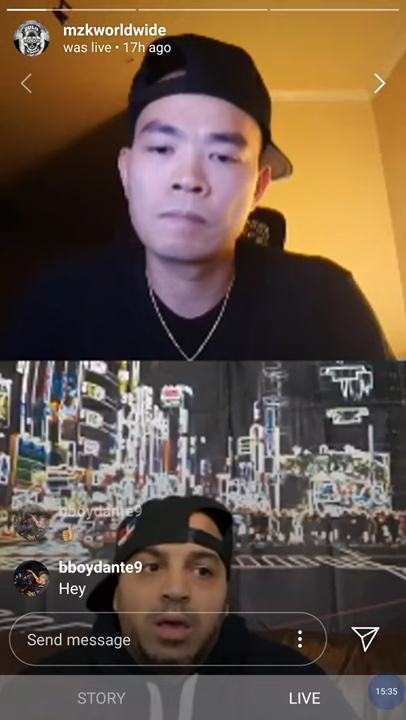 mzkworldwide
was live • 17h ago
bboydante9
👍
bboydante9
Hey
Send message
STORY
LIVE
15:35